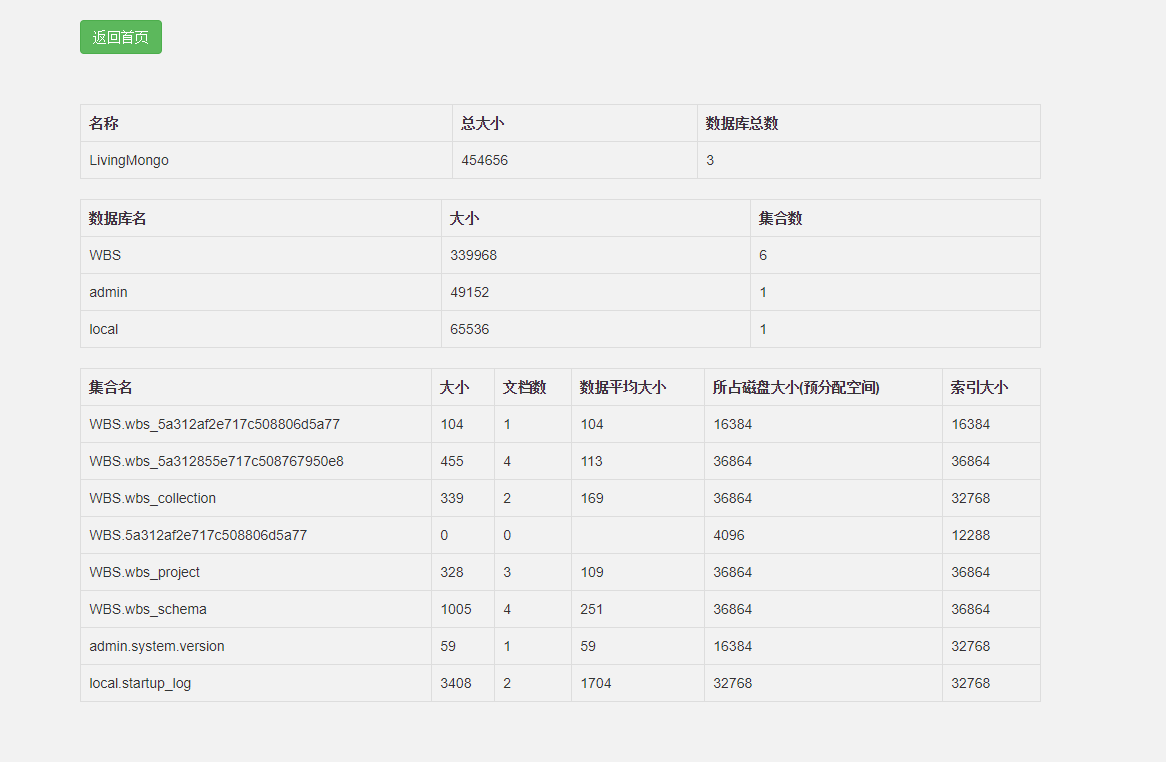 返回首页
名称 总大小 数据库总数
LivingMongo 454656 3
数据库名 大小 集合数
WBS 339968 6
admin 49152 1
local 65536 1
集合名 大小 文档数 数据平均大小 所占磁盘大小(预分配空间) 索引大小
WBS.wbs_5a312af2e717c508806d5a77 104 1 104 16384 16384
WBS.wbs_5a312855e717c508767950e8 455 4 113 36864 36864
WBS.wbs_collection 339 2 169 36864 32768
WBS.5a312af2e717c508806d5a77 0 0 4096 12288
WBS.wbs_project 328 3 109 36864 36864
WBS.wbs_schema 1005 4 251 36864 36864
admin.system.version 59 1 59 16384 32768
local.startup_log 3408 2 1704 32768 32768